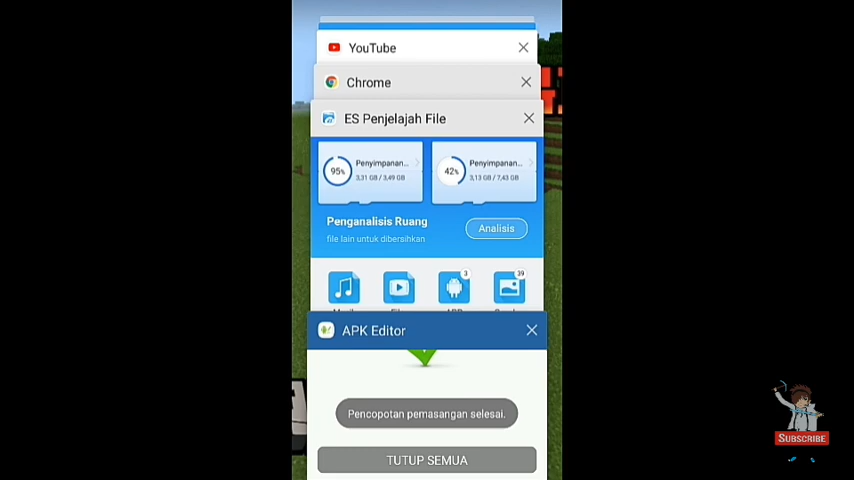 YouTube
Chrome
ES Penjelajah File
95%
Penyimpanan...
3,31 GB / 3,49 GB
42%
Penyimpanan...
3,13 GB / 7,43 GB
Penganalisis Ruang
file lain untuk dibersihkan
Analisis
3
39
APK Editor
Pencopotan pemasangan selesai.
TUTUP SEMUA
SUBSCRIBE